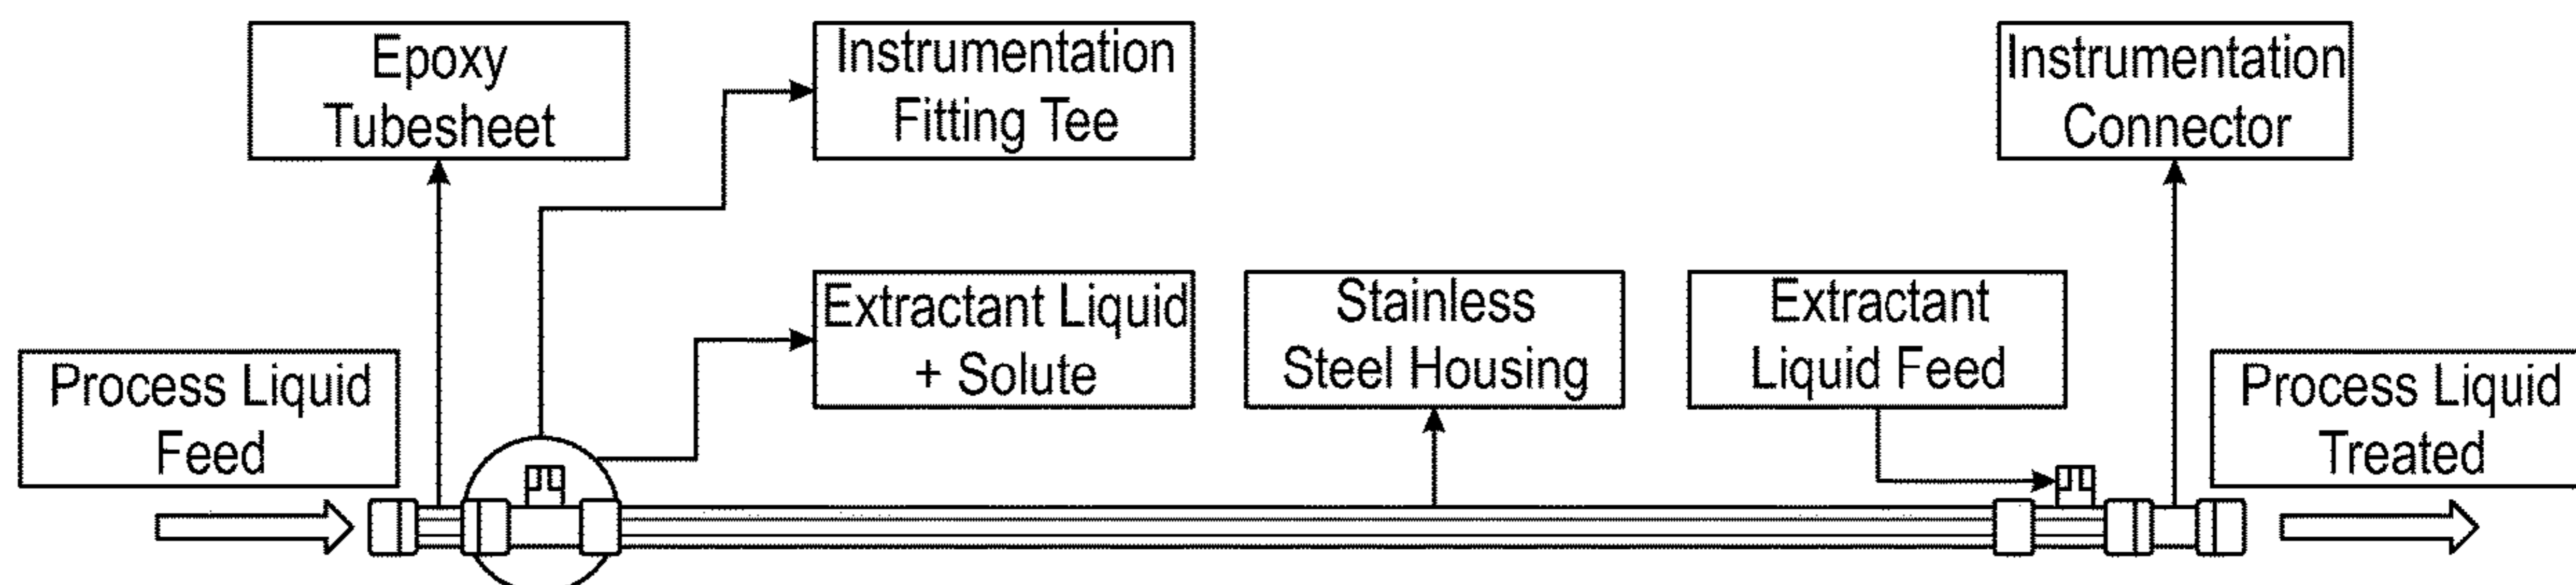 Epoxy
Tubesheet
Instrumentation
Fitting Tee
Instrumentation
Connector
Process Liquid
Feed
Extractant Liquid
+ Solute
Stainless
Steel Housing
Extractant
Liquid Feed
Process Liquid
Treated